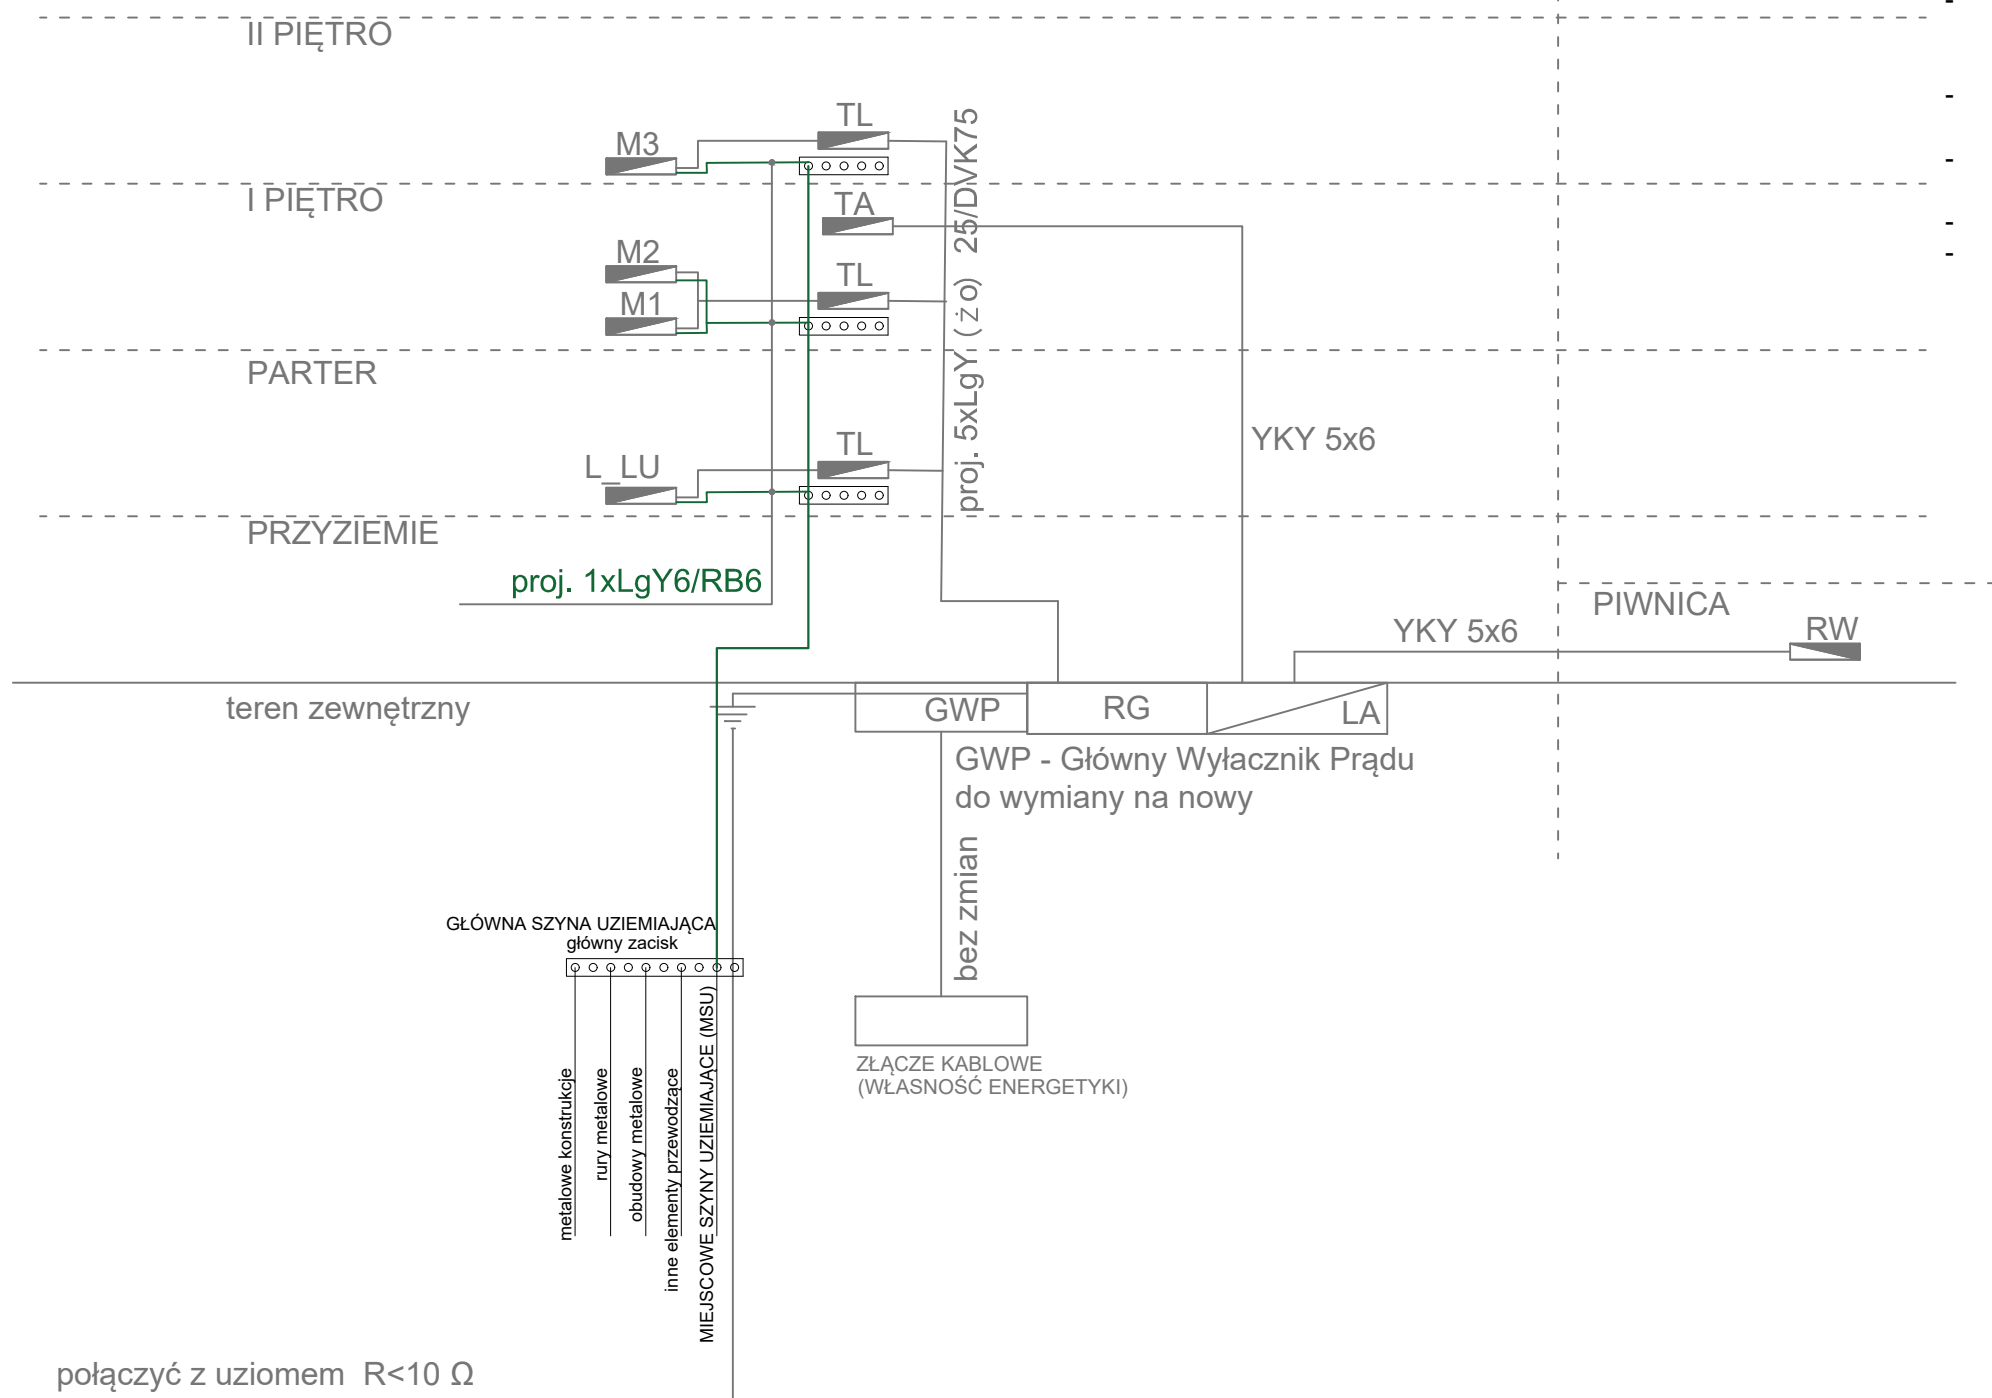 II PIĘTRO
TL
M3
I PIĘTRO
TA
M2
TL
M1
proj. 5xLgY (żo) 25/DVK75
PARTER
YKY 5x6
TL
L_LU
PRZYZIEMIE
proj. 1xLgY6/RB6
PIWNICA
YKY 5x6
RW
teren zewnętrzny
GWP
RG
LA
GWP - Główny Wyłacznik Prądu
do wymiany na nowy
bez zmian
GŁÓWNA SZYNA UZIEMIAJĄCA
główny zacisk
metalowe konstrukcje
rury metalowe
obudowy metalowe
inne elementy przewodzące
MIEJSCOWE SZYNY UZIEMIAJĄCE (MSU)
ZŁĄCZE KABLOWE
(WŁASNOŚĆ ENERGETYKI)
połączyć z uziomem R<10 Ω